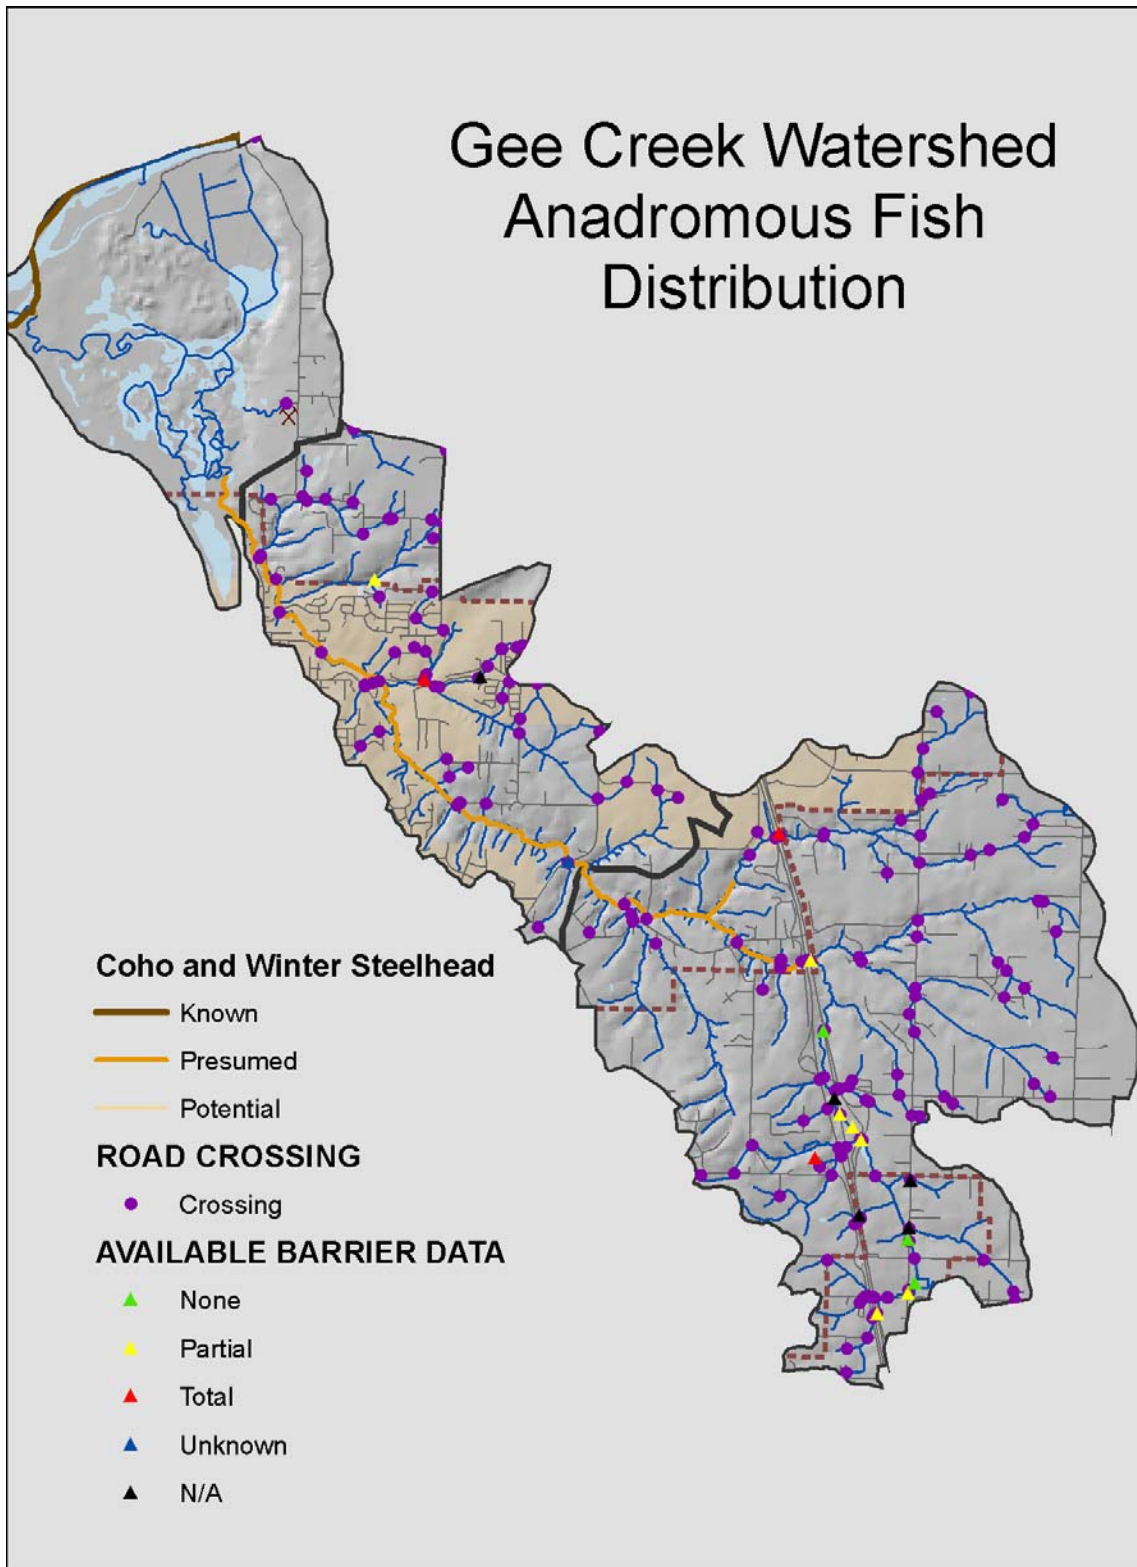 Gee Creek Watershed
Anadromous Fish
Distribution
Coho and Winter Steelhead
Known
Presumed
Potential
ROAD CROSSING
Crossing
AVAILABLE BARRIER DATA
None
Partial
Total
Unknown
N/A